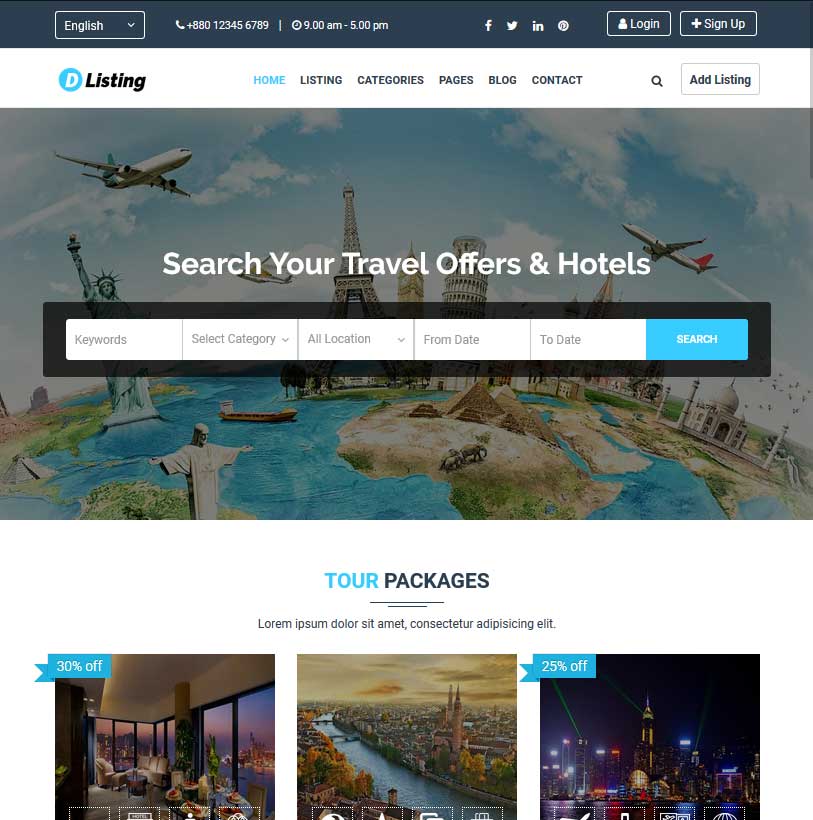 English
+880 12345 6789 | 9.00 am - 5.00 pm
Login
Sign Up
D Listing
HOME LISTING CATEGORIES PAGES BLOG CONTACT
Add Listing
Search Your Travel Offers & Hotels
Keywords
Select Category
All Location
From Date
To Date
SEARCH
TOUR PACKAGES
Lorem ipsum dolor sit amet, consectetur adipisicing elit.
30% off
25% off
HOTEL